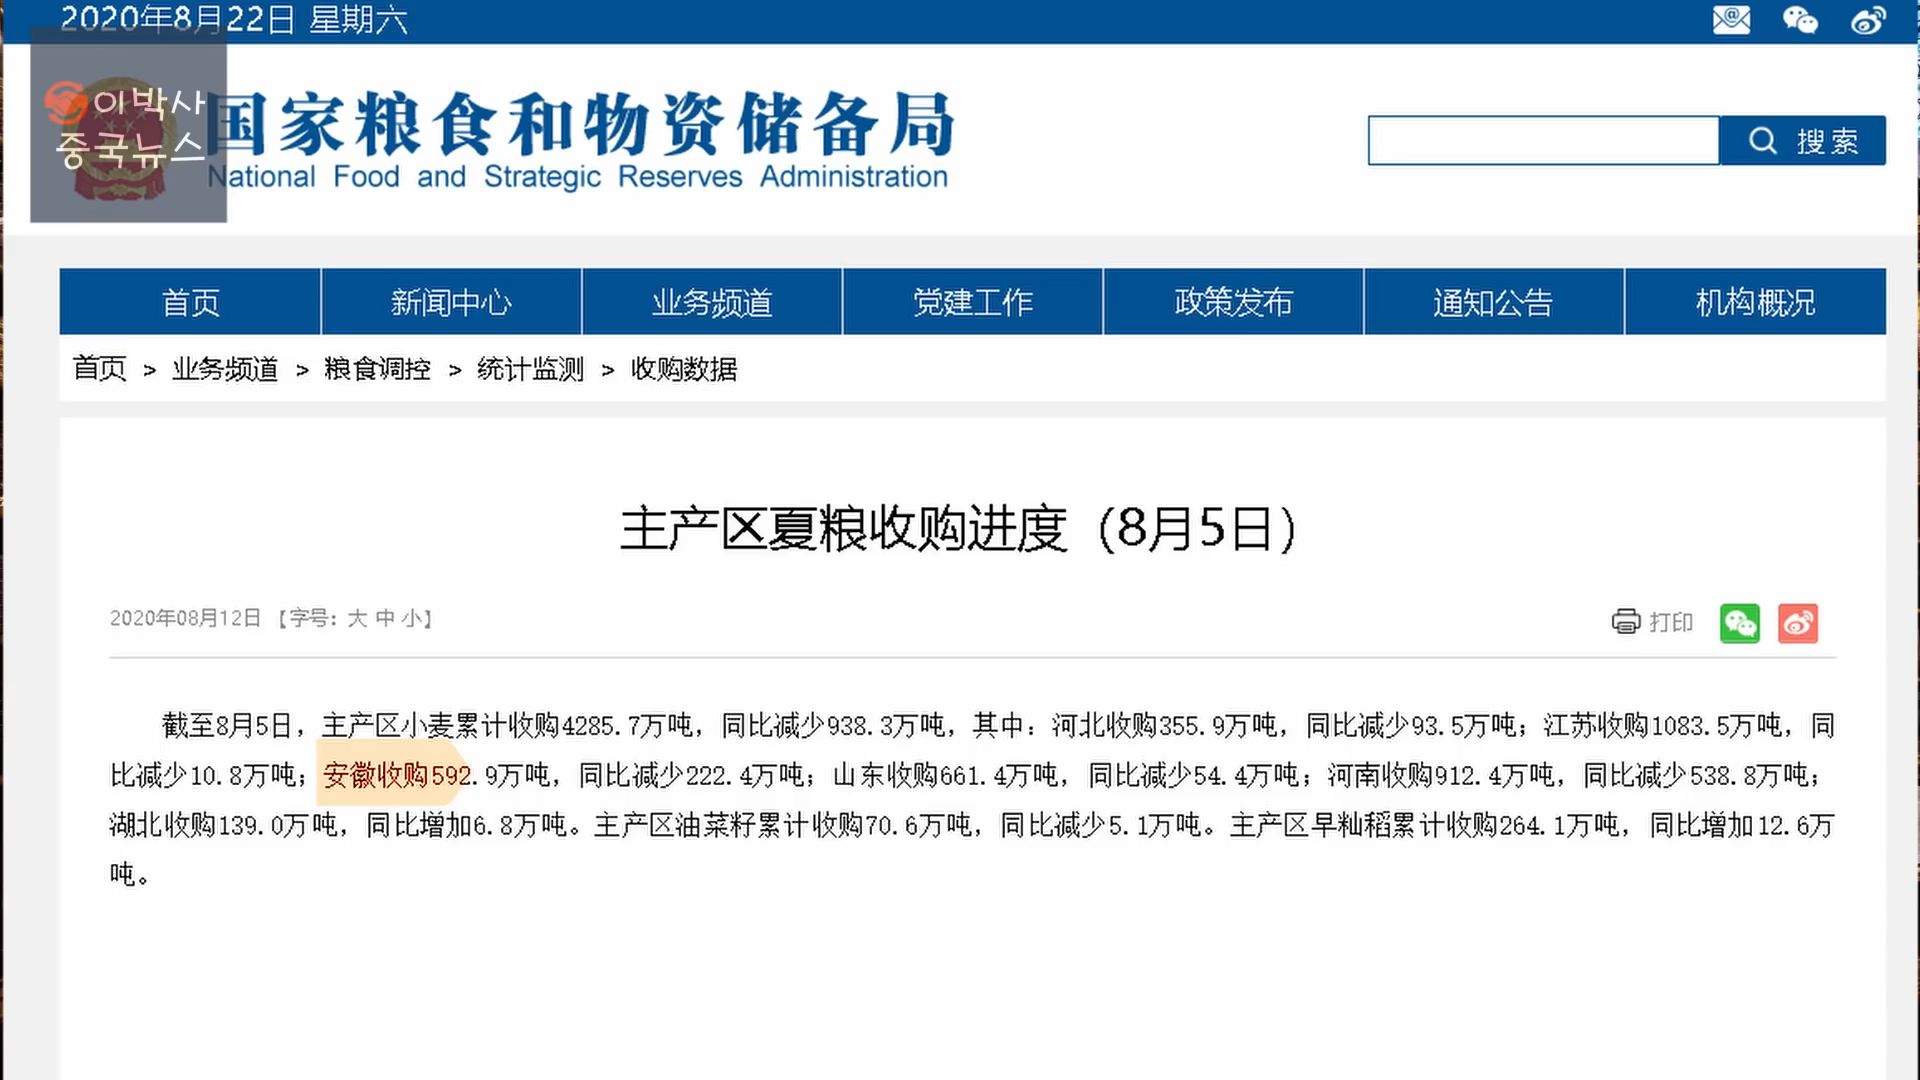 2020年8月22日 星期六
이박사
중국뉴스
国家粮食和物资储备局
National Food and Strategic Reserves Administration
搜索
首页 新闻中心 业务频道 党建工作 政策发布 通知公告 机构概况
首页 > 业务频道 > 粮食调控 > 统计监测 > 收购数据
主产区夏粮收购进度（8月5日）
2020年08月12日 【字号：大 中 小】 打印
截至8月5日，主产区小麦累计收购4285.7万吨，同比减少938.3万吨，其中：河北收购355.9万吨，同比减少93.5万吨；江苏收购1083.5万吨，同
比减少10.8万吨；安徽收购592.9万吨，同比减少222.4万吨；山东收购661.4万吨，同比减少54.4万吨；河南收购912.4万吨，同比减少538.8万吨；
湖北收购139.0万吨，同比增加6.8万吨。主产区油菜籽累计收购70.6万吨，同比减少5.1万吨。主产区早籼稻累计收购264.1万吨，同比增加12.6万
吨。